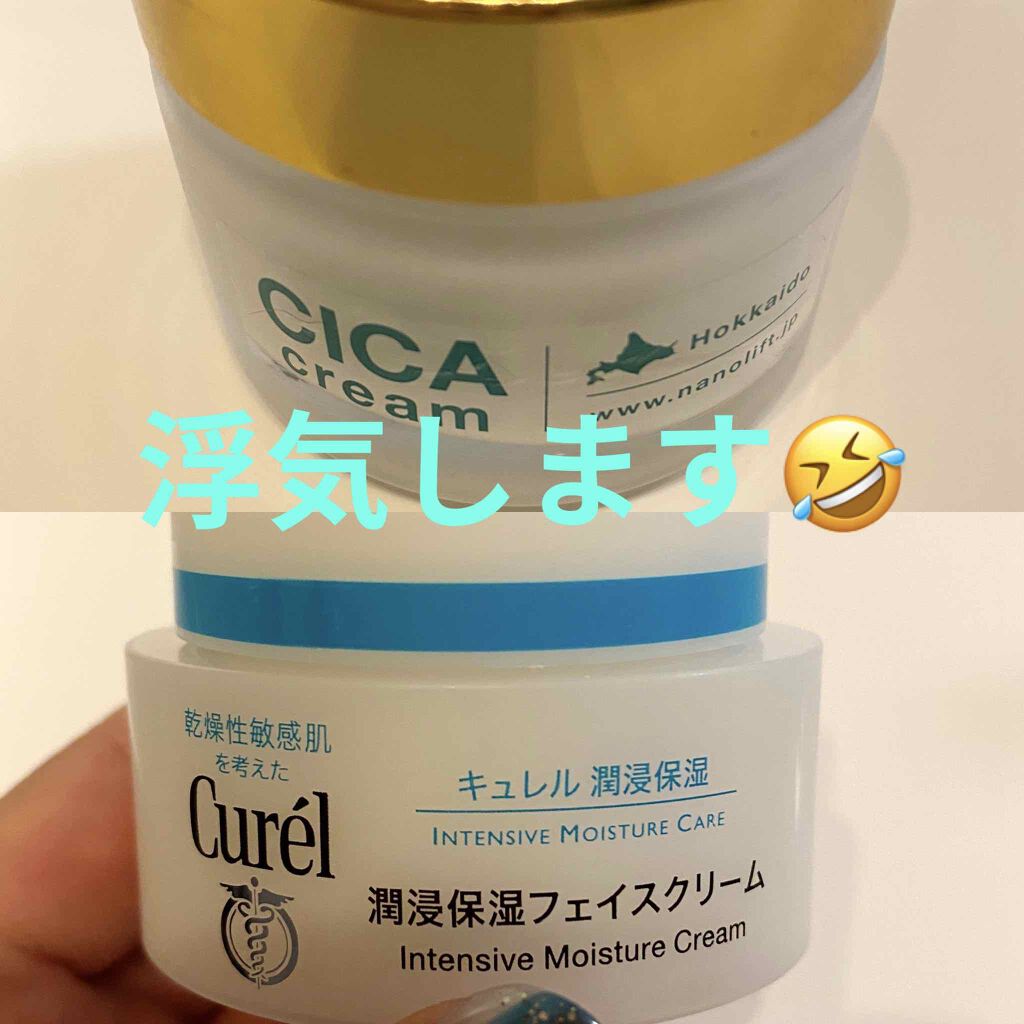 CICA
cream
Hokkaido
www.nanolift.jp
浮気します🤣
乾燥性敏感肌
を考えた
Curél
キュレル 潤浸保湿
INTENSIVE MOISTURE CARE
潤浸保湿フェイスクリーム
Intensive Moisture Cream